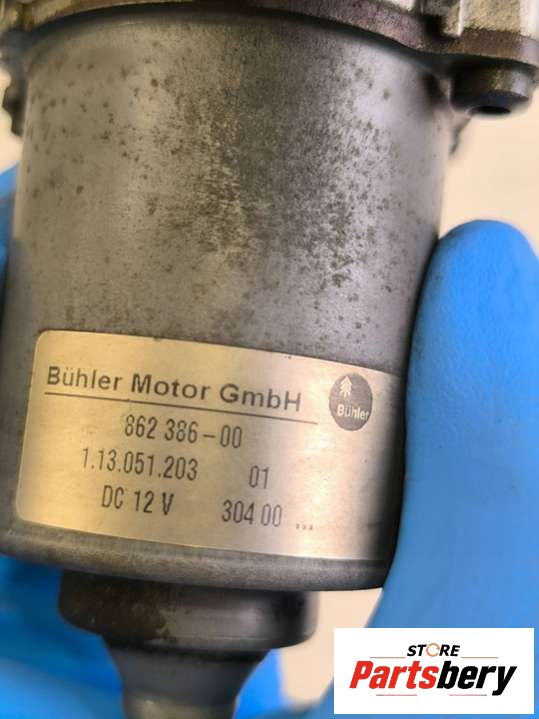 Bühler Motor GmbH
Bühler
862 386-00
1.13.051.203 01
DC 12 V 304 00 ...
STORE
Partsbery